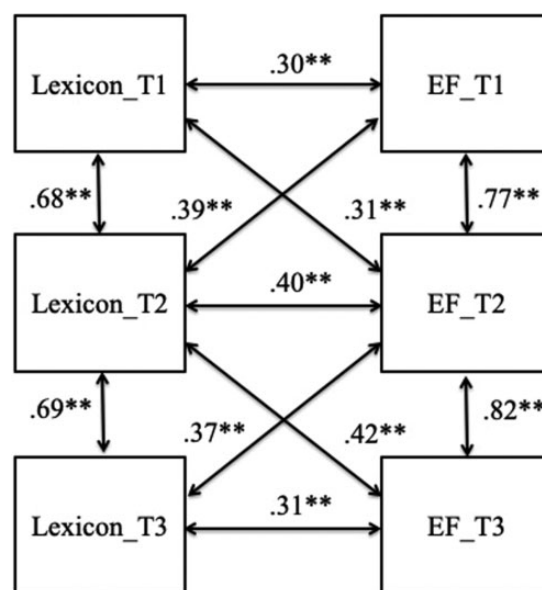 .30**
Lexicon_T1
EF_T1
.68**
.39**
.31**
.77**
.40**
Lexicon_T2
EF_T2
.69**
.37**
.42**
.82**
.31**
Lexicon_T3
EF_T3